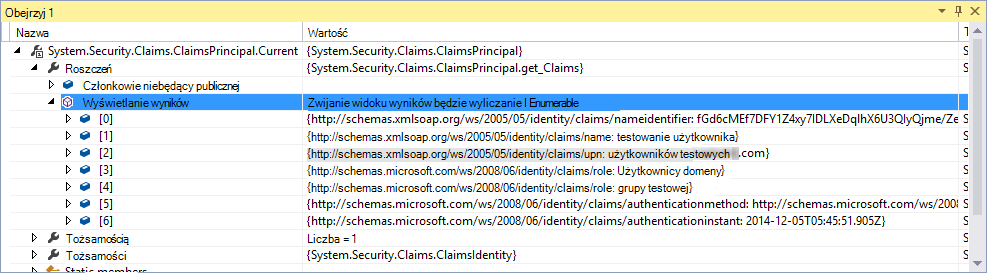 Obejrzyj 1
Nazwa Wartość T
System.Security.Claims.ClaimsPrincipal.Current {System.Security.Claims.ClaimsPrincipal} S
Roszczeń {System.Security.Claims.ClaimsPrincipal.get_Claims} S
Członkowie niebędący publicznej
Wyświetlanie wyników Zwijanie widoku wyników będzie wyliczanie I Enumerable
[0] {http://schemas.xmlsoap.org/ws/2005/05/identity/claims/nameidentifier: fGd6cMEf7DFY1Z4xy7IDLXeDqIhX6U3QIyQjme/Ze S
[1] {http://schemas.xmlsoap.org/ws/2005/05/identity/claims/name: testowanie użytkownika} S
[2] {http://schemas.xmlsoap.org/ws/2005/05/identity/claims/upn: użytkowników testowych .com} S
[3] {http://schemas.microsoft.com/ws/2008/06/identity/claims/role: Użytkownicy domeny} S
[4] {http://schemas.microsoft.com/ws/2008/06/identity/claims/role: grupy testowej} S
[5] {http://schemas.microsoft.com/ws/2008/06/identity/claims/authenticationmethod: http://schemas.microsoft.com/ws/2008 S
[6] {http://schemas.microsoft.com/ws/2008/06/identity/claims/authenticationinstant: 2014-12-05T05:45:51.905Z} S
Tożsamością Liczba = 1 S
Tożsamości {System.Security.Claims.ClaimsIdentity} S
Static members